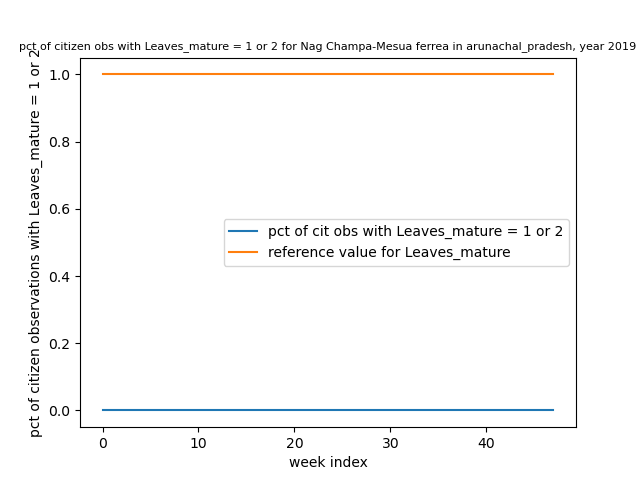 pct of citizen obs with Leaves_mature = 1 or 2 for Nag Champa-Mesua ferrea in arunachal_pradesh, year 2019
pct of citizen observations with Leaves_mature = 1 or 2
1.0
0.8
0.6
0.4
0.2
0.0
pct of cit obs with Leaves_mature = 1 or 2
reference value for Leaves_mature
0 10 20 30 40
week index